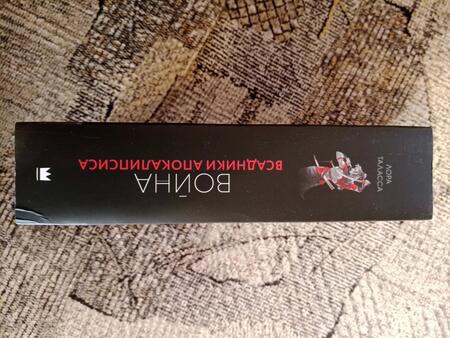 ЛОРА
ТАЛАССА
ВОЙНА
ВСАДНИКИ АПОКАЛИПСИСА